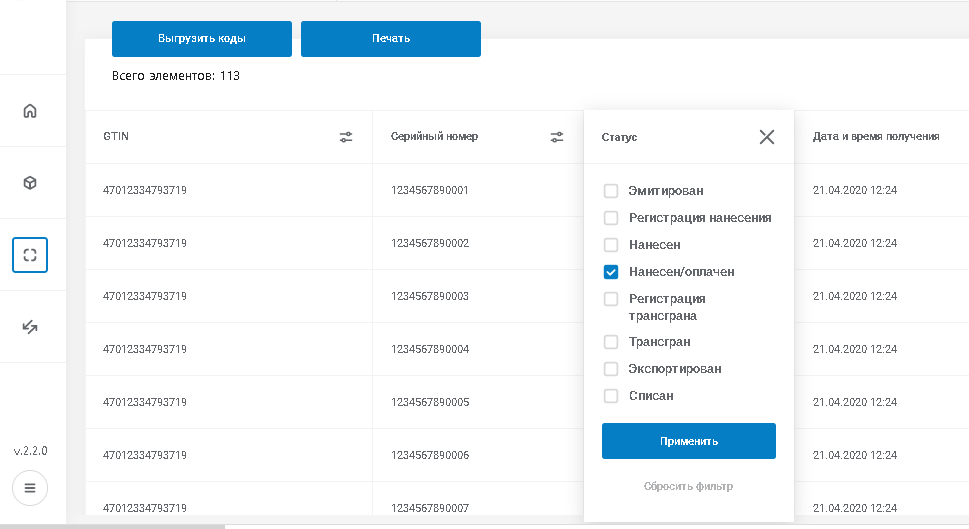 Выгрузить коды
Печать
Всего элементов: 113
GTIN
Серийный номер
Статус
Дата и время получения
47012334793719
1234567890001
Эмитирован
21.04.2020 12:24
Регистрация нанесения
47012334793719
1234567890002
Нанесен
21.04.2020 12:24
Нанесен/оплачен
47012334793719
1234567890003
Регистрация
трансграна
21.04.2020 12:24
47012334793719
1234567890004
Трансгран
21.04.2020 12:24
Экспортирован
47012334793719
1234567890005
Списан
21.04.2020 12:24
47012334793719
1234567890006
Применить
21.04.2020 12:24
v.2.2.0
Сбросить фильтр
47012334793719
1234567890007
21.04.2020 12:24